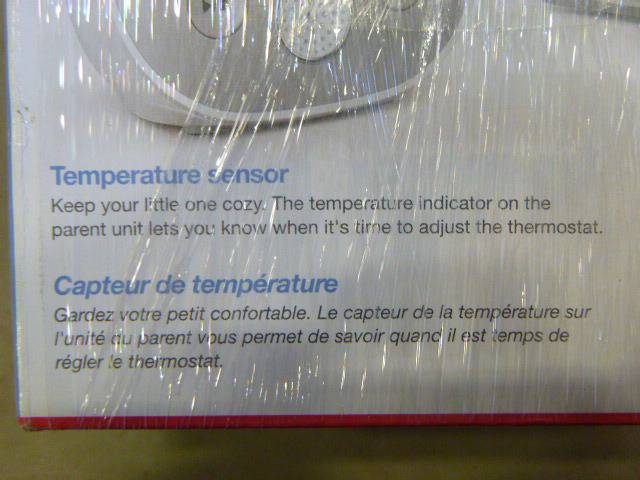 Temperature sensor
Keep your little one cozy. The temperature indicator on the
parent unit lets you know when it's time to adjust the thermostat.
Capteur de température
Gardez votre petit confortable. Le capteur de la température sur
l'unité du parent vous permet de savoir quand il est temps de
régler le thermostat.